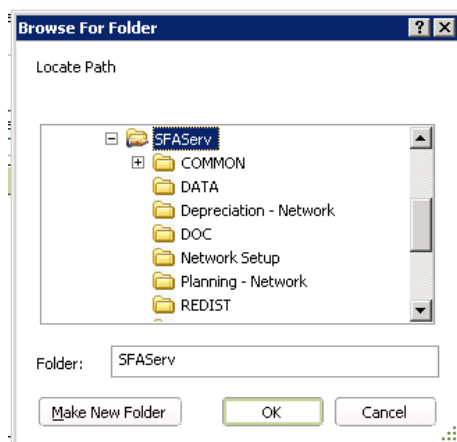 Browse For Folder
Locate Path
SFAServ
COMMON
DATA
Depreciation - Network
DOC
Network Setup
Planning - Network
REDIST
Folder: SFAServ
Make New Folder OK Cancel